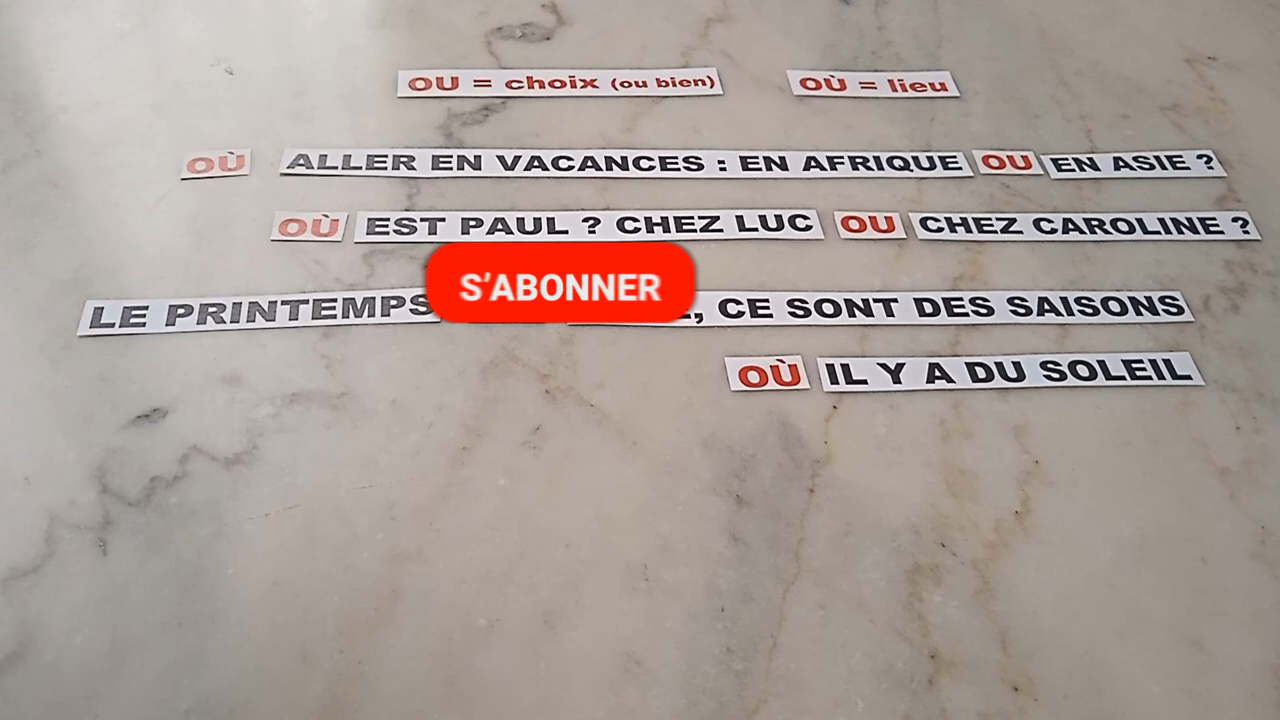 OU = choix (ou bien) OÙ = lieu
OÙ ALLER EN VACANCES : EN AFRIQUE OU EN ASIE ?
OÙ EST PAUL ? CHEZ LUC OU CHEZ CAROLINE ?
S'ABONNER
LE PRINTEMPS , CE SONT DES SAISONS
OÙ IL Y A DU SOLEIL